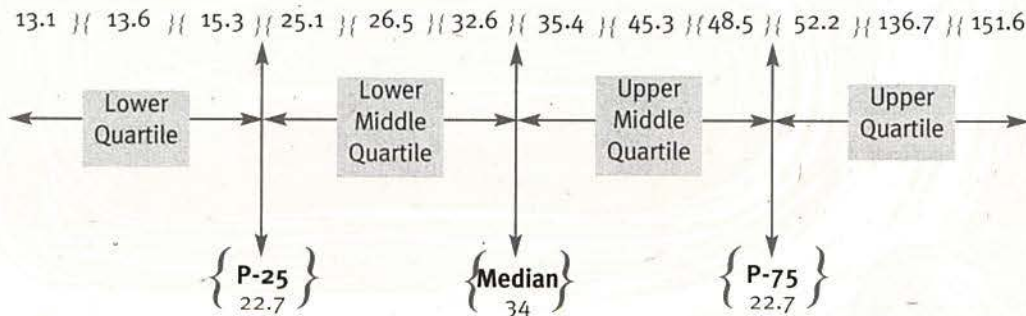 13.1 }{ 13.6 }{ 15.3 }{ 25.1 }{ 26.5 }{ 32.6 }{ 35.4 }{ 45.3 }{ 48.5 }{ 52.2 }{ 136.7 }{ 151.6
Lower
Quartile
Lower
Middle
Quartile
Upper
Middle
Quartile
Upper
Quartile
{ P-25 }
22.7
{ Median }
34
{ P-75 }
22.7